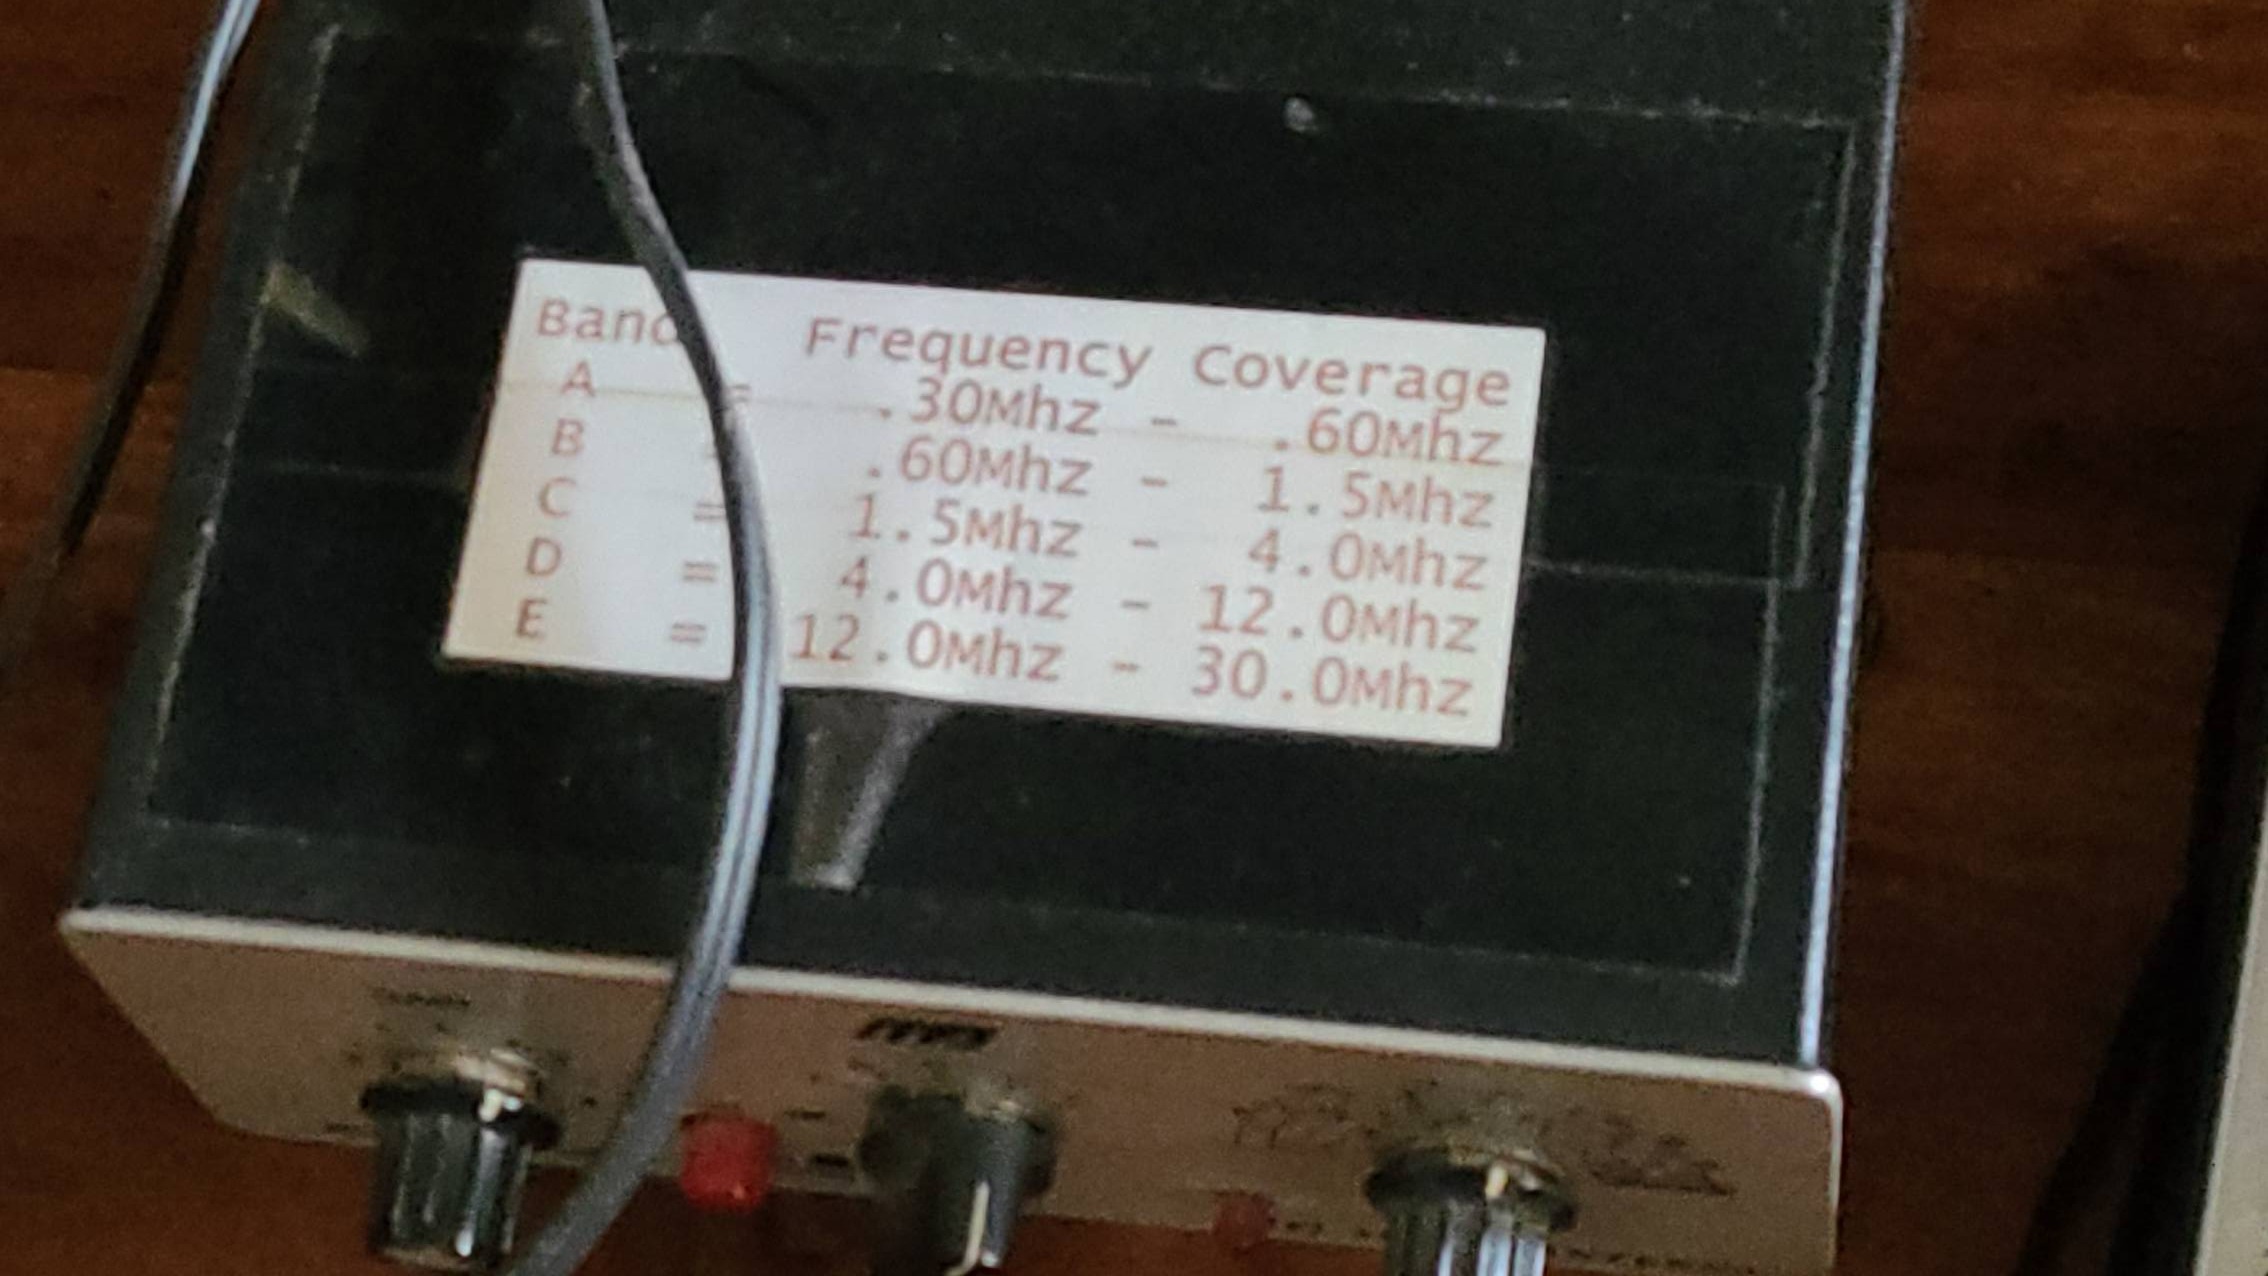 Band Frequency Coverage
A = .30Mhz - .60Mhz
B = .60Mhz - 1.5Mhz
C = 1.5Mhz - 4.0Mhz
D = 4.0Mhz - 12.0Mhz
E = 12.0Mhz - 30.0Mhz